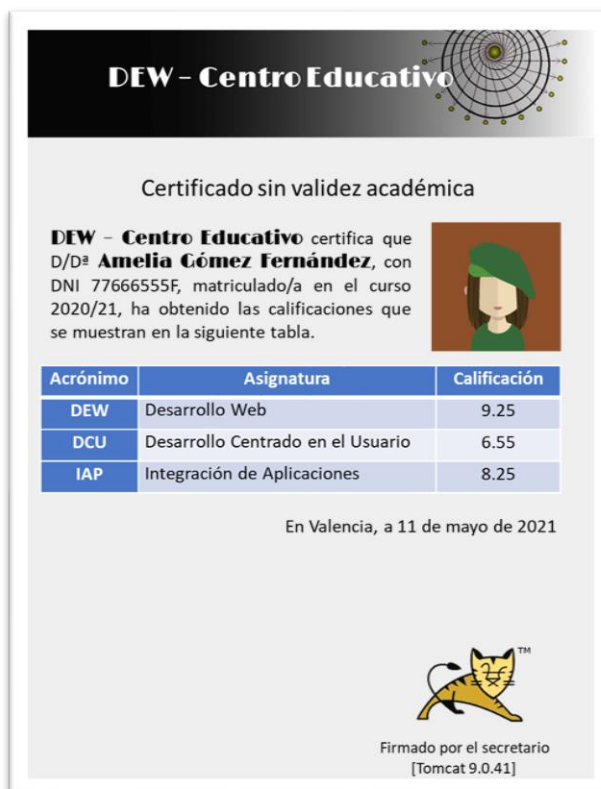 DEW – Centro Educativo
Certificado sin validez académica
DEW – Centro Educativo certifica que
D/Dª Amelia Gómez Fernández, con
DNI 77666555F, matriculado/a en el curso
2020/21, ha obtenido las calificaciones que
se muestran en la siguiente tabla.
Acrónimo Asignatura Calificación
DEW Desarrollo Web 9.25
DCU Desarrollo Centrado en el Usuario 6.55
IAP Integración de Aplicaciones 8.25
En Valencia, a 11 de mayo de 2021
TM
Firmado por el secretario
[Tomcat 9.0.41]